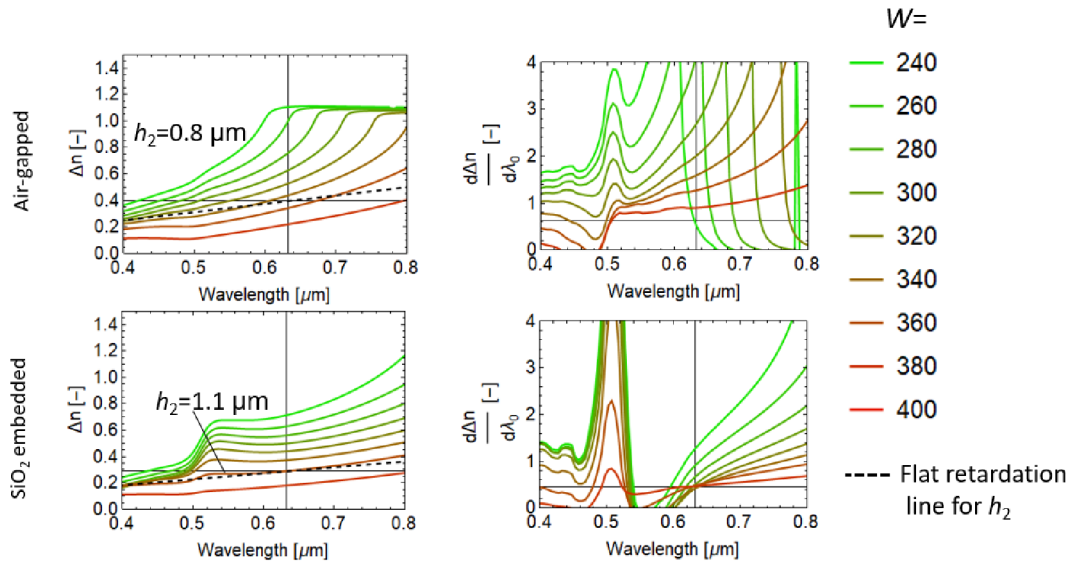 W=
Air-gapped
Δn [−]
1.4
1.2
1.0
0.8
0.6
0.4
0.2
0.0
h₂=0.8 μm
0.4 0.5 0.6 0.7 0.8
Wavelength [μm]
dΔn/dλ₀ [−]
4
3
2
1
0
0.4 0.5 0.6 0.7 0.8
Wavelength [μm]
SiO₂ embedded
Δn [−]
1.4
1.2
1.0
0.8
0.6
0.4
0.2
0.0
h₂=1.1 μm
0.4 0.5 0.6 0.7 0.8
Wavelength [μm]
dΔn/dλ₀ [−]
4
3
2
1
0
0.4 0.5 0.6 0.7 0.8
Wavelength [μm]
240
260
280
300
320
340
360
380
400
Flat retardation
line for h₂